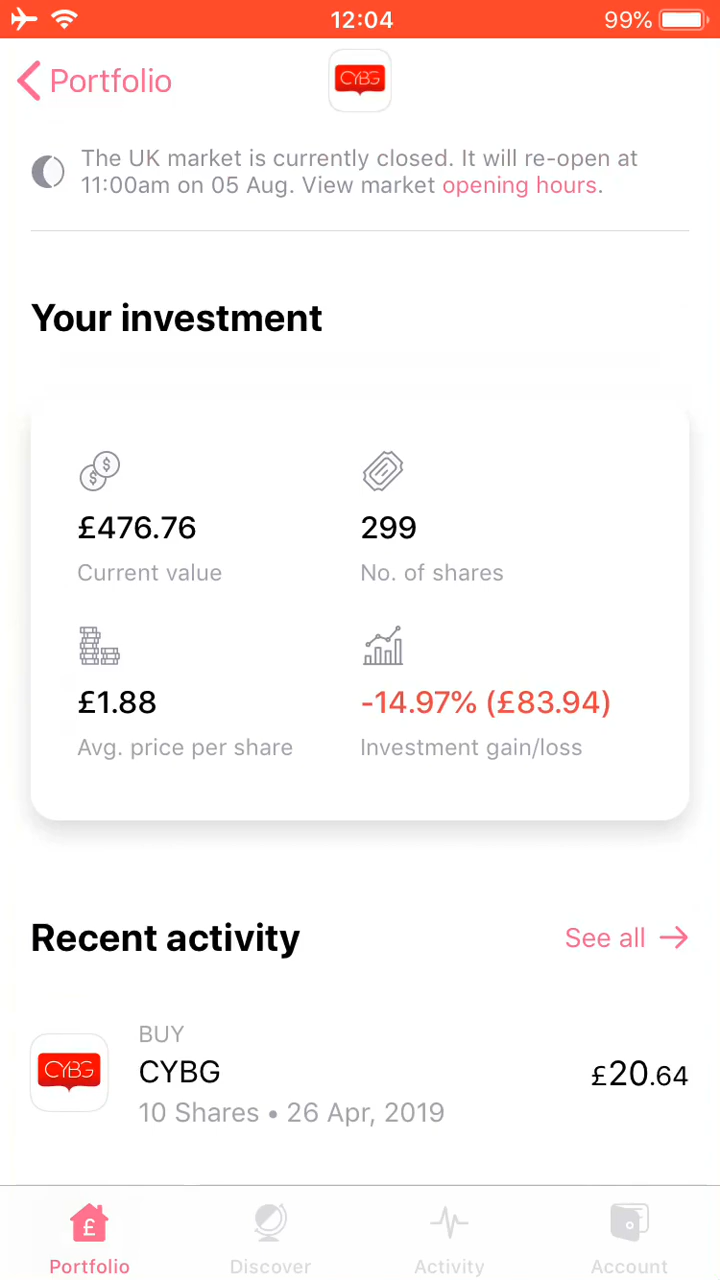 12:04
99%
Portfolio
CYBG
The UK market is currently closed. It will re-open at
11:00am on 05 Aug. View market opening hours.
Your investment
£476.76
299
Current value
No. of shares
£1.88
-14.97% (£83.94)
Avg. price per share
Investment gain/loss
Recent activity
See all
BUY
CYBG
CYBG
£20.64
10 Shares • 26 Apr, 2019
Portfolio
Discover
Activity
Account